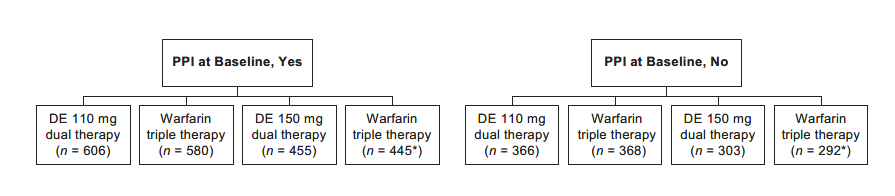 PPI at Baseline, Yes
PPI at Baseline, No
DE 110 mg
dual therapy
(n = 606)
Warfarin
triple therapy
(n = 580)
DE 150 mg
dual therapy
(n = 455)
Warfarin
triple therapy
(n = 445*)
DE 110 mg
dual therapy
(n = 366)
Warfarin
triple therapy
(n = 368)
DE 150 mg
dual therapy
(n = 303)
Warfarin
triple therapy
(n = 292*)